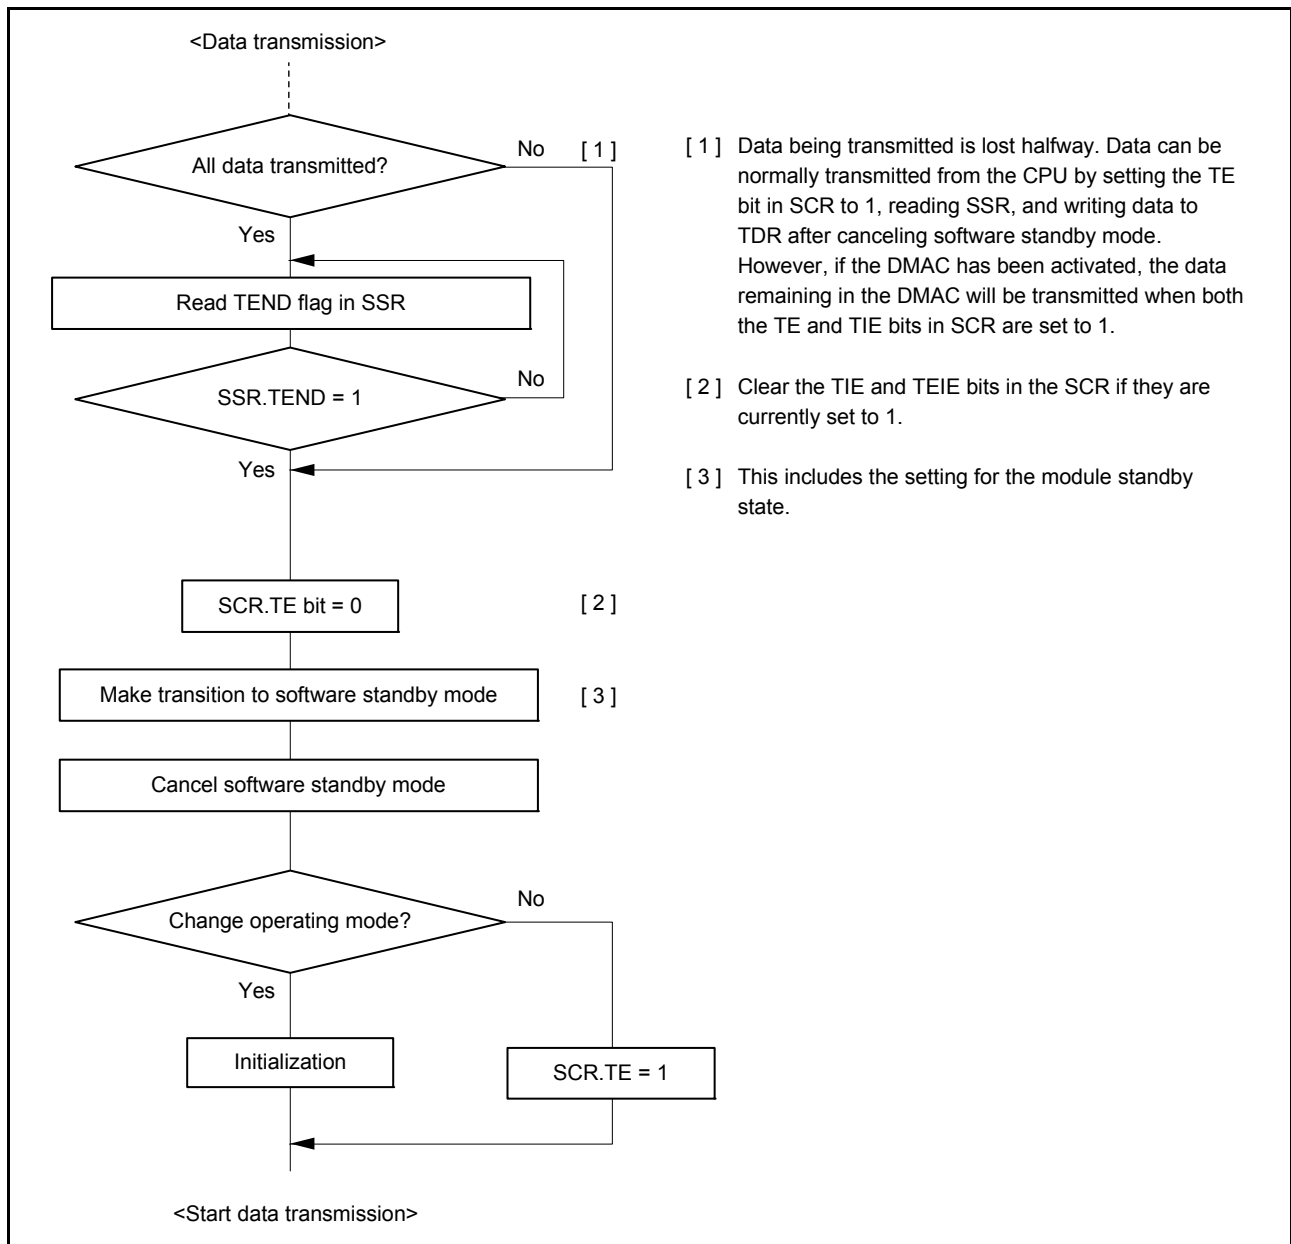 <Data transmission>
All data transmitted?
No
[ 1 ]
Yes
Read TEND flag in SSR
SSR.TEND = 1
No
Yes
SCR.TE bit = 0
[ 2 ]
Make transition to software standby mode
[ 3 ]
Cancel software standby mode
Change operating mode?
No
Yes
Initialization
SCR.TE = 1
<Start data transmission>
[ 1 ] Data being transmitted is lost halfway. Data can be
normally transmitted from the CPU by setting the TE
bit in SCR to 1, reading SSR, and writing data to
TDR after canceling software standby mode.
However, if the DMAC has been activated, the data
remaining in the DMAC will be transmitted when both
the TE and TIE bits in SCR are set to 1.
[ 2 ] Clear the TIE and TEIE bits in the SCR if they are
currently set to 1.
[ 3 ] This includes the setting for the module standby
state.